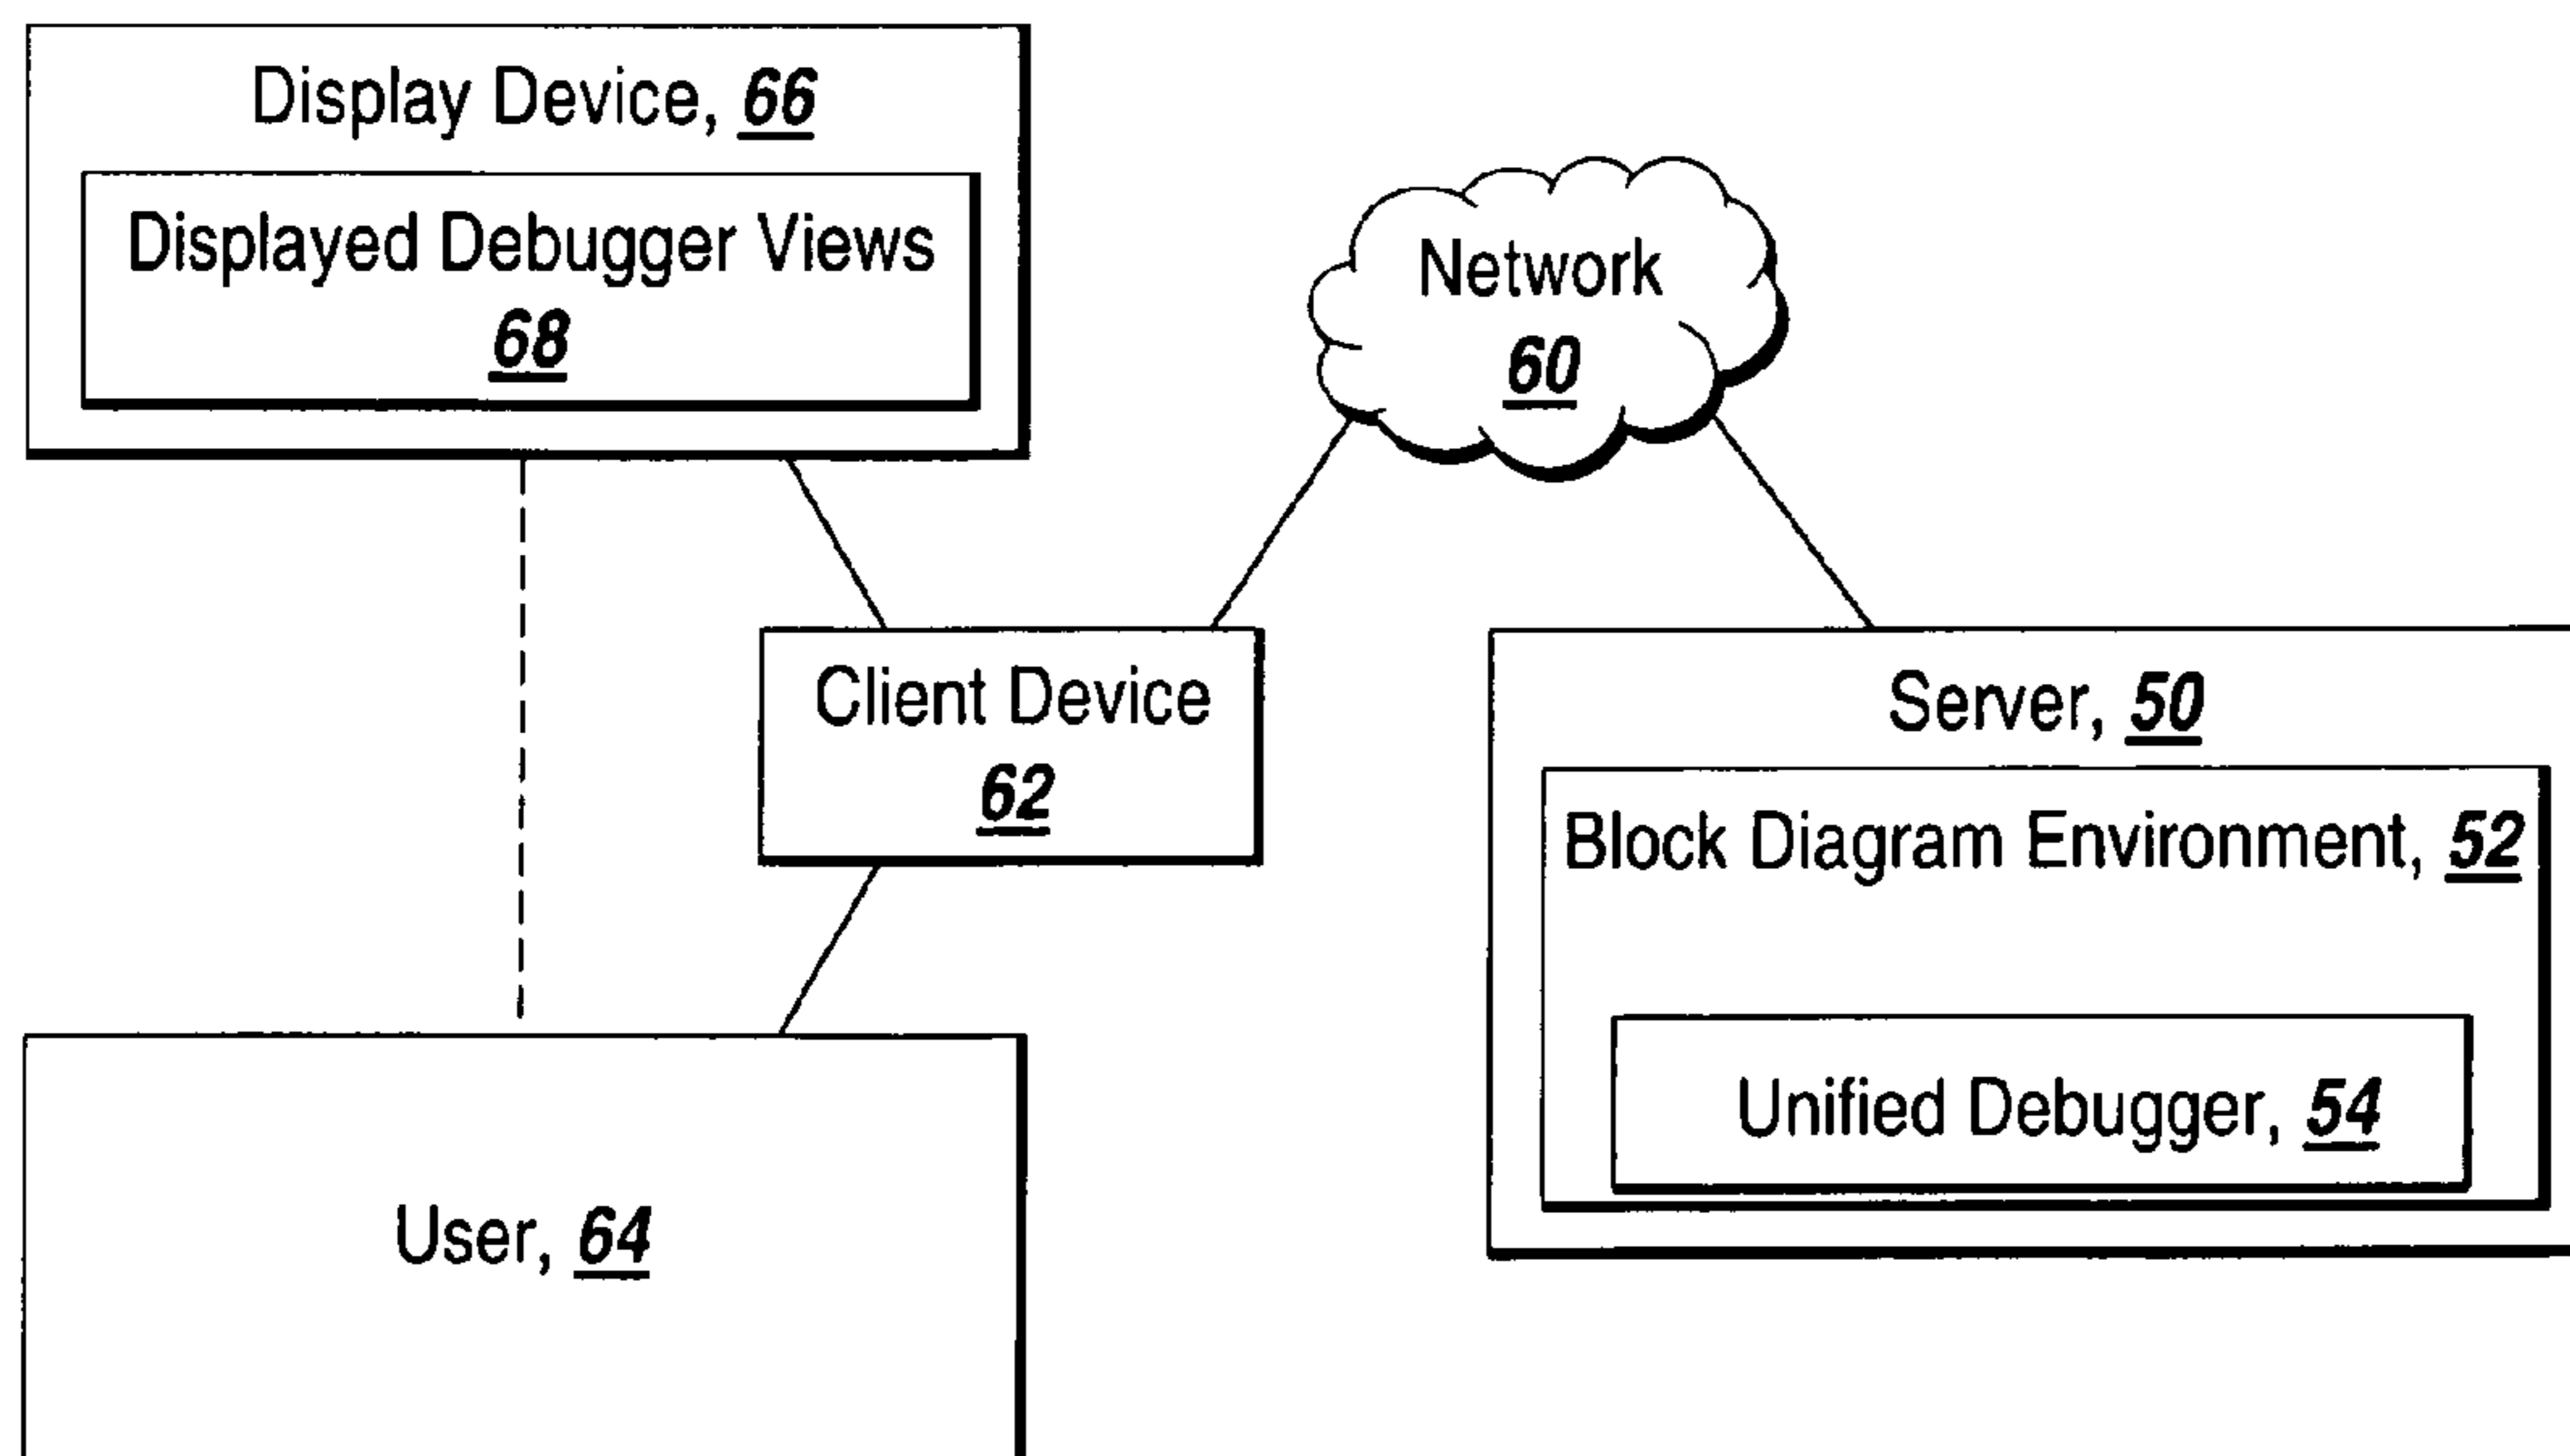 Display Device, 66
Displayed Debugger Views
68
Network
60
Client Device
62
Server, 50
Block Diagram Environment, 52
Unified Debugger, 54
User, 64